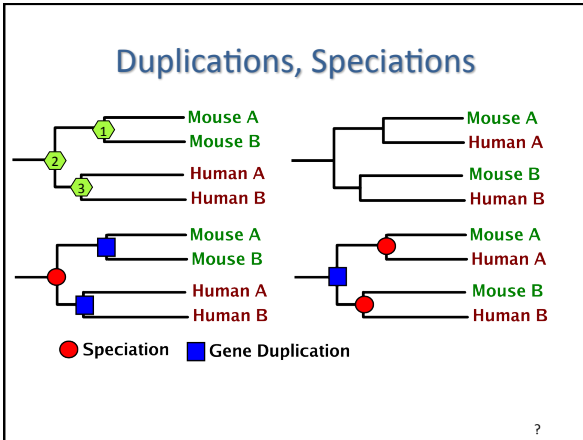 Duplications, Speciations
Mouse A
Mouse B
Human A
Human B
1
2
3
Mouse A
Human A
Mouse B
Human B
Mouse A
Mouse B
Human A
Human B
Mouse A
Human A
Mouse B
Human B
Speciation
Gene Duplication
?